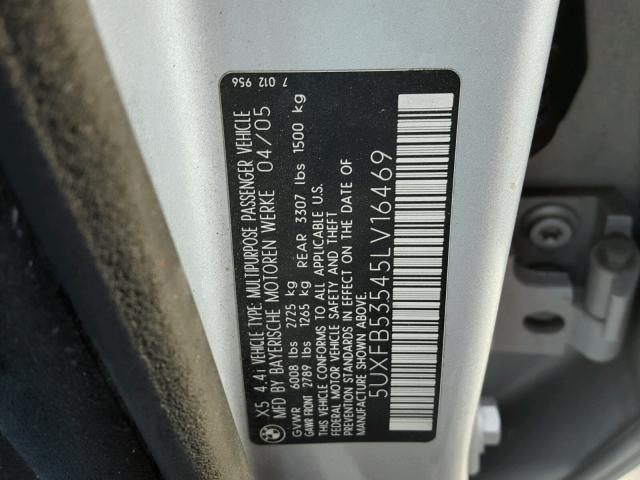 7 012 956
X5 4.4i VEHICLE TYPE: MULTIPURPOSE PASSENGER VEHICLE
MFD BY BAYERISCHE MOTOREN WERKE 04/05
GVWR 6008 lbs 2725 kg
GAWR FRONT 2789 lbs 1265 kg REAR 3307 lbs 1500 kg
THIS VEHICLE CONFORMS TO ALL APPLICABLE U.S.
FEDERAL MOTOR VEHICLE SAFETY AND THEFT
PREVENTION STANDARDS IN EFFECT ON THE DATE OF
MANUFACTURE SHOWN ABOVE.
5UXFB53545LV16469